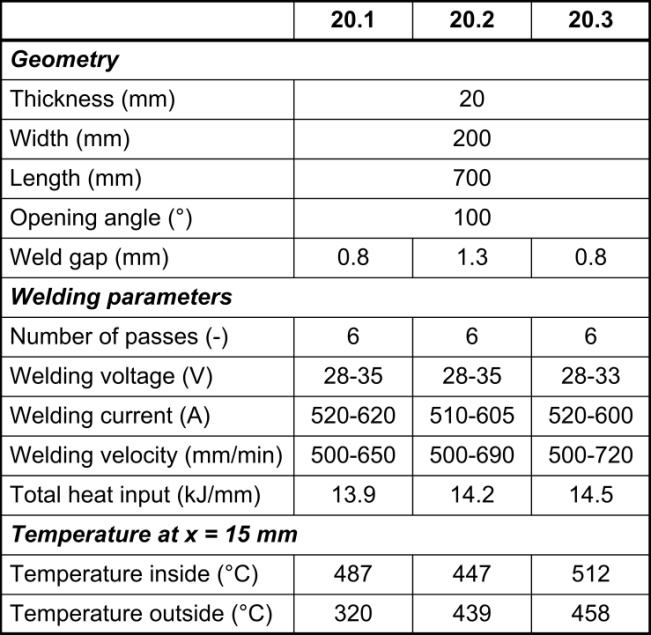 20.1 20.2 20.3
Geometry
Thickness (mm) 20
Width (mm) 200
Length (mm) 700
Opening angle (°) 100
Weld gap (mm) 0.8 1.3 0.8
Welding parameters
Number of passes (-) 6 6 6
Welding voltage (V) 28-35 28-35 28-33
Welding current (A) 520-620 510-605 520-600
Welding velocity (mm/min) 500-650 500-690 500-720
Total heat input (kJ/mm) 13.9 14.2 14.5
Temperature at x = 15 mm
Temperature inside (°C) 487 447 512
Temperature outside (°C) 320 439 458